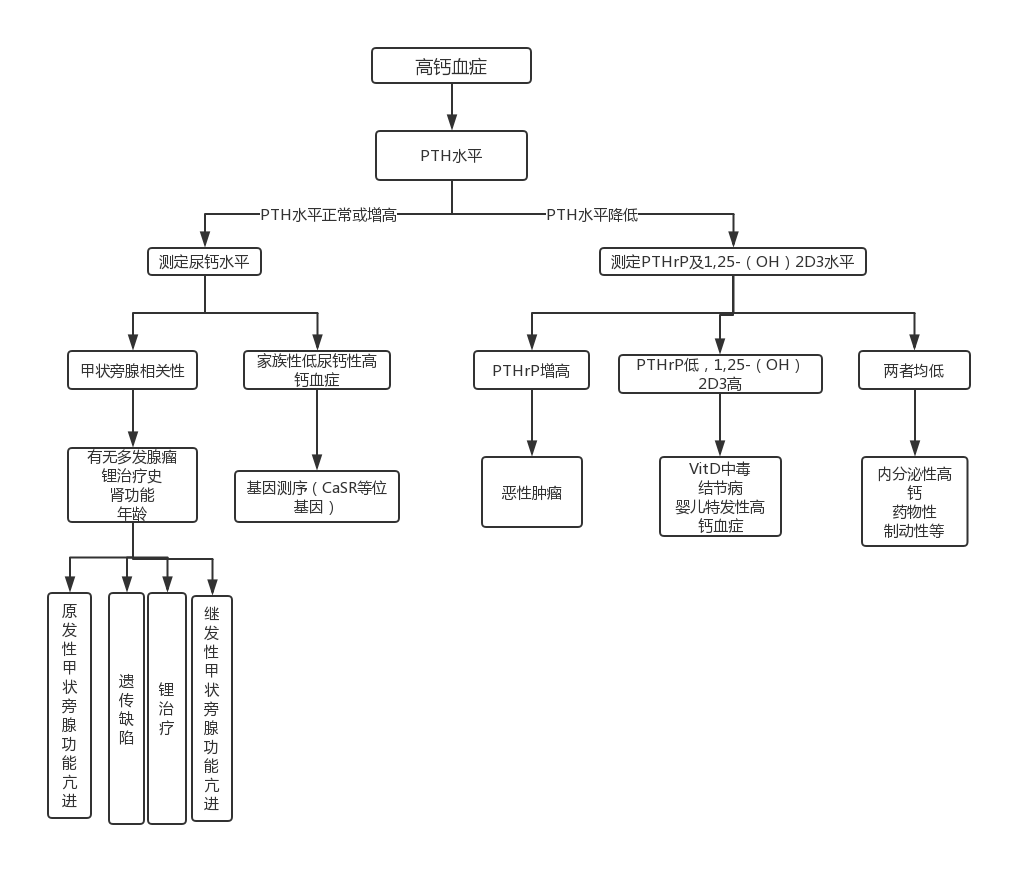 高钙血症
PTH水平
PTH水平正常或增高
PTH水平降低
测定尿钙水平
测定PTHrP及1,25-（OH）2D3水平
甲状旁腺相关性
家族性低尿钙性高
钙血症
PTHrP增高
PTHrP低，1,25-（OH）
2D3高
两者均低
有无多发腺瘤
锂治疗史
肾功能
年龄
基因测序（CaSR等位
基因）
恶性肿瘤
VitD中毒
结节病
婴儿特发性高
钙血症
内分泌性高
钙
药物性
制动性等
原发性甲状旁腺功能亢进
遗传缺陷
锂治疗
继发性甲状旁腺功能亢进